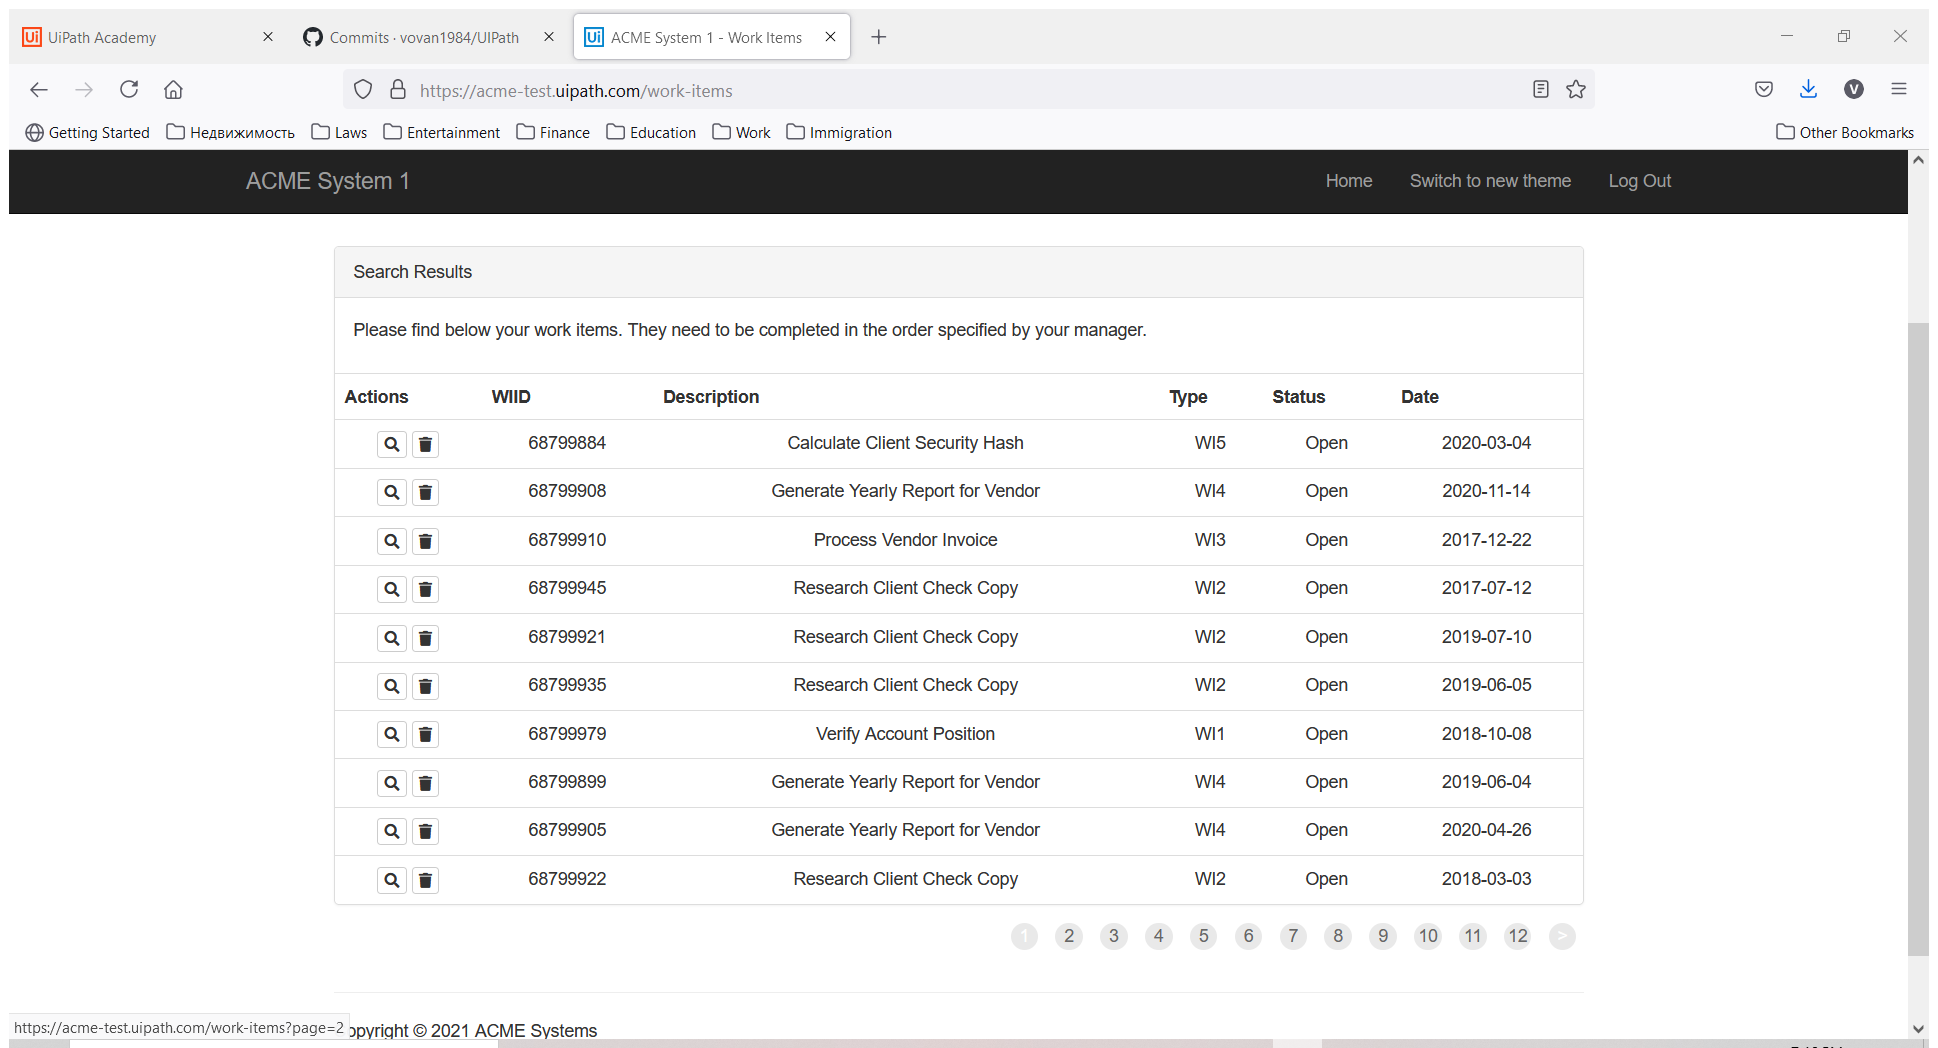 UiPath Academy
Commits · vovan1984/UIPath
ACME System 1 - Work Items
https://acme-test.uipath.com/work-items
Getting Started Недвижимость Laws Entertainment Finance Education Work Immigration Other Bookmarks
ACME System 1 Home Switch to new theme Log Out
Search Results
Please find below your work items. They need to be completed in the order specified by your manager.
Actions WIID Description Type Status Date
68799884 Calculate Client Security Hash WI5 Open 2020-03-04
68799908 Generate Yearly Report for Vendor WI4 Open 2020-11-14
68799910 Process Vendor Invoice WI3 Open 2017-12-22
68799945 Research Client Check Copy WI2 Open 2017-07-12
68799921 Research Client Check Copy WI2 Open 2019-07-10
68799935 Research Client Check Copy WI2 Open 2019-06-05
68799979 Verify Account Position WI1 Open 2018-10-08
68799899 Generate Yearly Report for Vendor WI4 Open 2019-06-04
68799905 Generate Yearly Report for Vendor WI4 Open 2020-04-26
68799922 Research Client Check Copy WI2 Open 2018-03-03
1 2 3 4 5 6 7 8 9 10 11 12 >
https://acme-test.uipath.com/work-items?page=2
opyright © 2021 ACME Systems